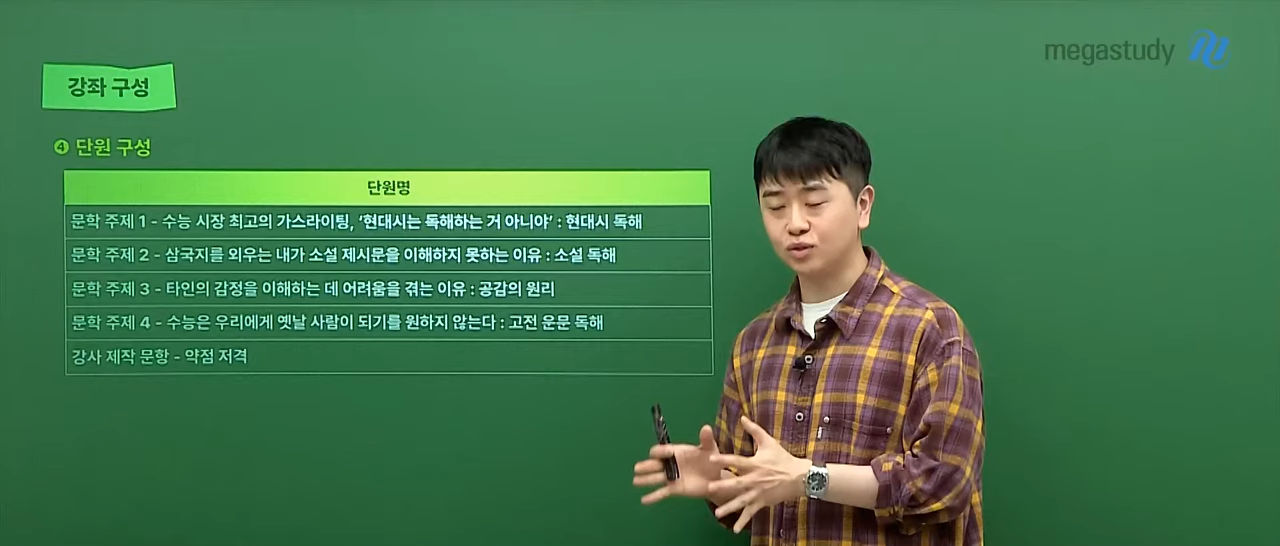 megastudy
강좌 구성
④ 단원 구성
단원명
문학 주제 1 - 수능 시장 최고의 가스라이팅, ‘현대시는 독해하는 거 아니야’ : 현대시 독해
문학 주제 2 - 삼국지를 외우는 내가 소설 제시문을 이해하지 못하는 이유 : 소설 독해
문학 주제 3 - 타인의 감정을 이해하는 데 어려움을 겪는 이유 : 공감의 원리
문학 주제 4 - 수능은 우리에게 옛날 사람이 되기를 원하지 않는다 : 고전 운문 독해
강사 제작 문항 - 약점 저격